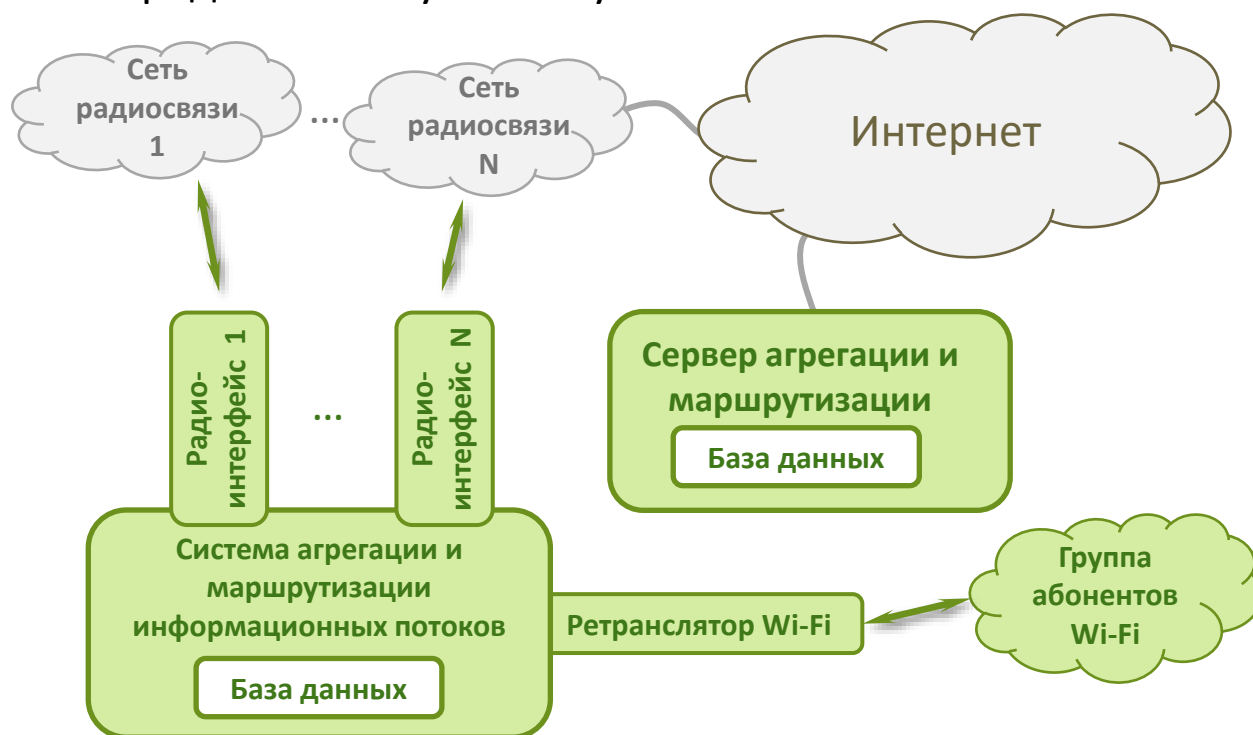 Сеть
радиосвязи
1
...
Сеть
радиосвязи
N
Интернет
Радио-
интерфейс 1
...
Радио-
интерфейс N
Сервер агрегации и
маршрутизации
База данных
Система агрегации и
маршрутизации
информационных потоков
База данных
Ретранслятор Wi-Fi
Группа
абонентов
Wi-Fi